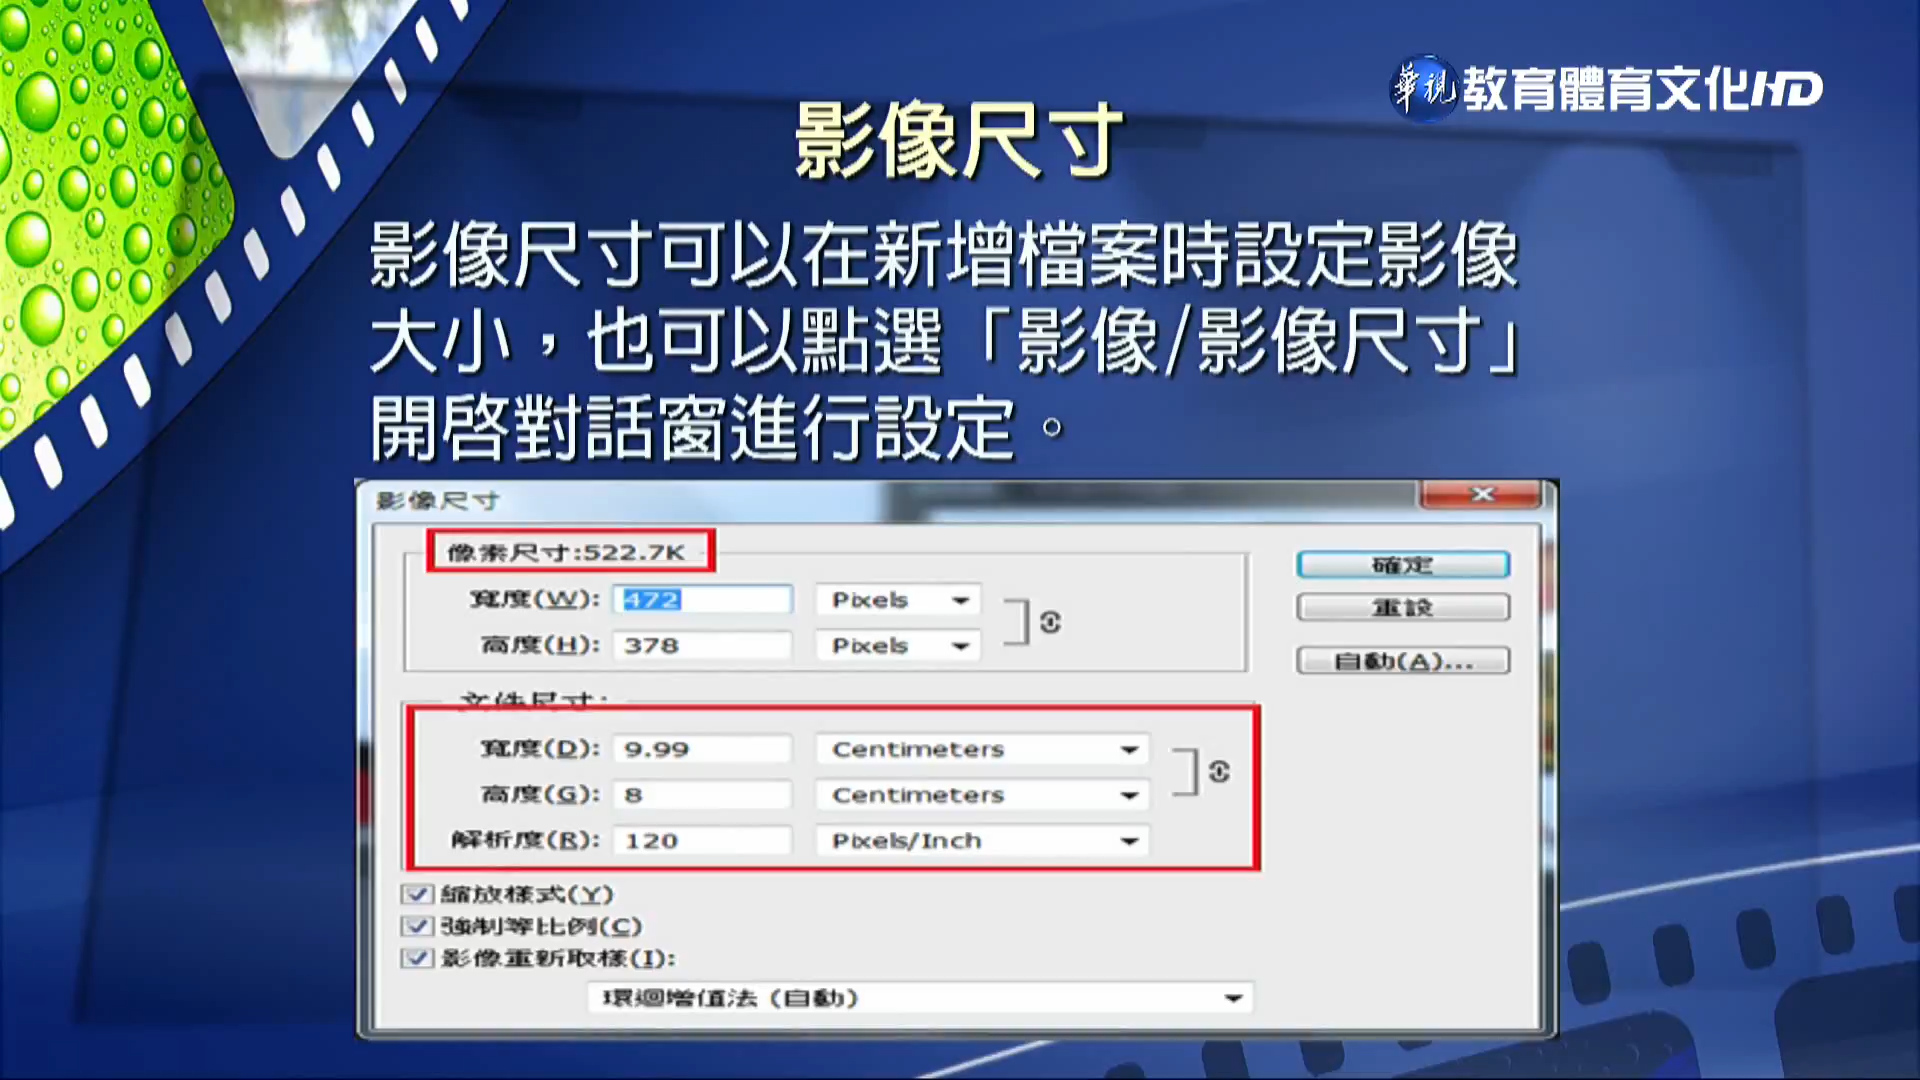 華視 教育體育文化HD
影像尺寸
影像尺寸可以在新增檔案時設定影像
大小，也可以點選「影像/影像尺寸」
開啓對話窗進行設定。
影像尺寸
像素尺寸:522.7K
寬度(W): 472 Pixels
高度(H): 378 Pixels
確定
重設
自動(A)...
文件尺寸:
寬度(D): 9.99 Centimeters
高度(G): 8 Centimeters
解析度(R): 120 Pixels/Inch
縮放樣式(Y)
強制等比例(C)
影像重新取樣(I):
環迴增值法 (自動)